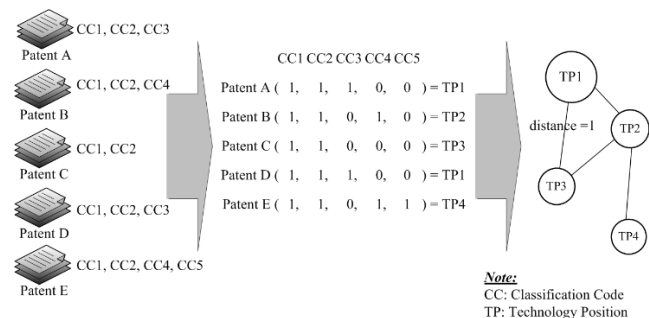 CC1, CC2, CC3
Patent A
CC1, CC2, CC4
Patent B
CC1, CC2
Patent C
CC1, CC2, CC3
Patent D
CC1, CC2, CC4, CC5
Patent E
CC1 CC2 CC3 CC4 CC5
Patent A ( 1, 1, 1, 0, 0 ) = TP1
Patent B ( 1, 1, 0, 1, 0 ) = TP2
Patent C ( 1, 1, 0, 0, 0 ) = TP3
Patent D ( 1, 1, 1, 0, 0 ) = TP1
Patent E ( 1, 1, 0, 1, 1 ) = TP4
TP1
distance =1
TP2
TP3
TP4
Note:
CC: Classification Code
TP: Technology Position